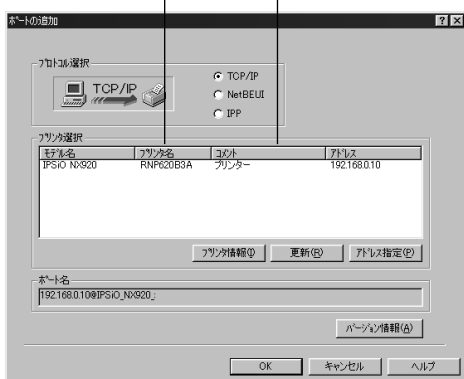 ポートの追加
プロトコル選択
TCP/IP
TCP/IP
NetBEUI
IPP
プリンタ選択
モデル名 プリンタ名 コメント アドレス
IPSiO NX920 RNP620B3A プリンター 192.168.0.10
プリンタ情報(I) 更新(R) アドレス指定(P)
ポート名
192.168.0.10@IPSiO_NX920_:
バージョン情報(A)
OK キャンセル ヘルプ